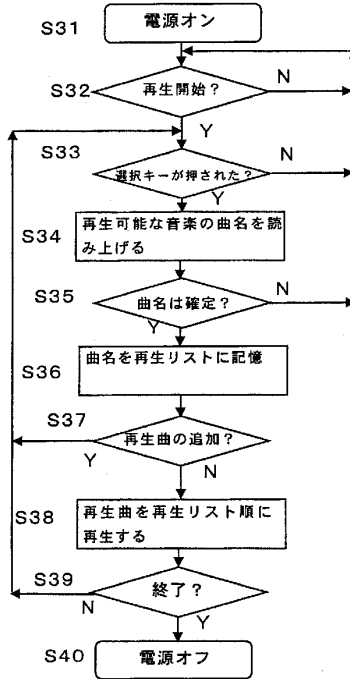 S31
電源オン
S32
再生開始?
N
Y
S33
選択キーが押された?
N
Y
S34
再生可能な音楽の曲名を読
み上げる
S35
曲名は確定?
N
Y
S36
曲名を再生リストに記憶
S37
再生曲の追加?
Y
N
S38
再生曲を再生リスト順に
再生する
S39
終了?
N
Y
S40
電源オフ